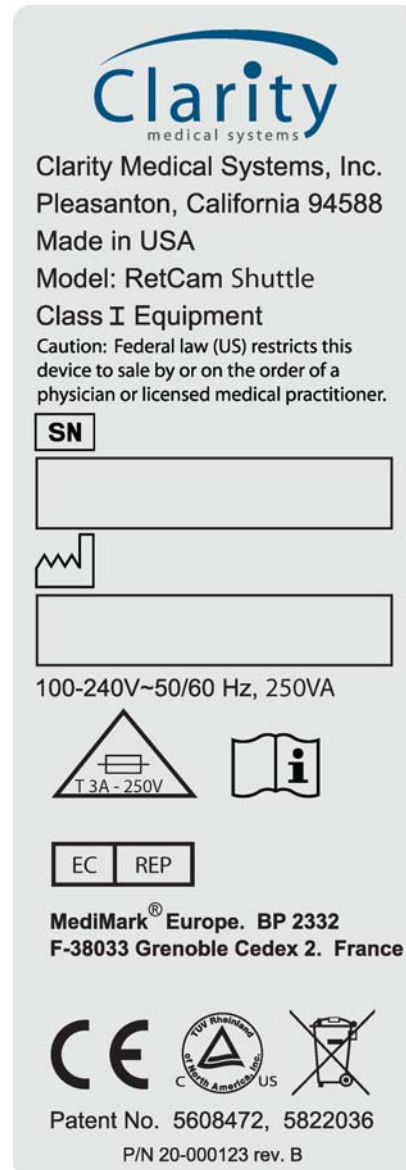 Clarity
medical systems
Clarity Medical Systems, Inc.
Pleasanton, California 94588
Made in USA
Model: RetCam Shuttle
Class I Equipment
Caution: Federal law (US) restricts this
device to sale by or on the order of a
physician or licensed medical practitioner.
SN
100-240V~50/60 Hz, 250VA
T 3A - 250V
i
EC REP
MediMark® Europe. BP 2332
F-38033 Grenoble Cedex 2. France
CE
TUV Rheinland
of North America, Inc.
C US
Patent No. 5608472, 5822036
P/N 20-000123 rev. B